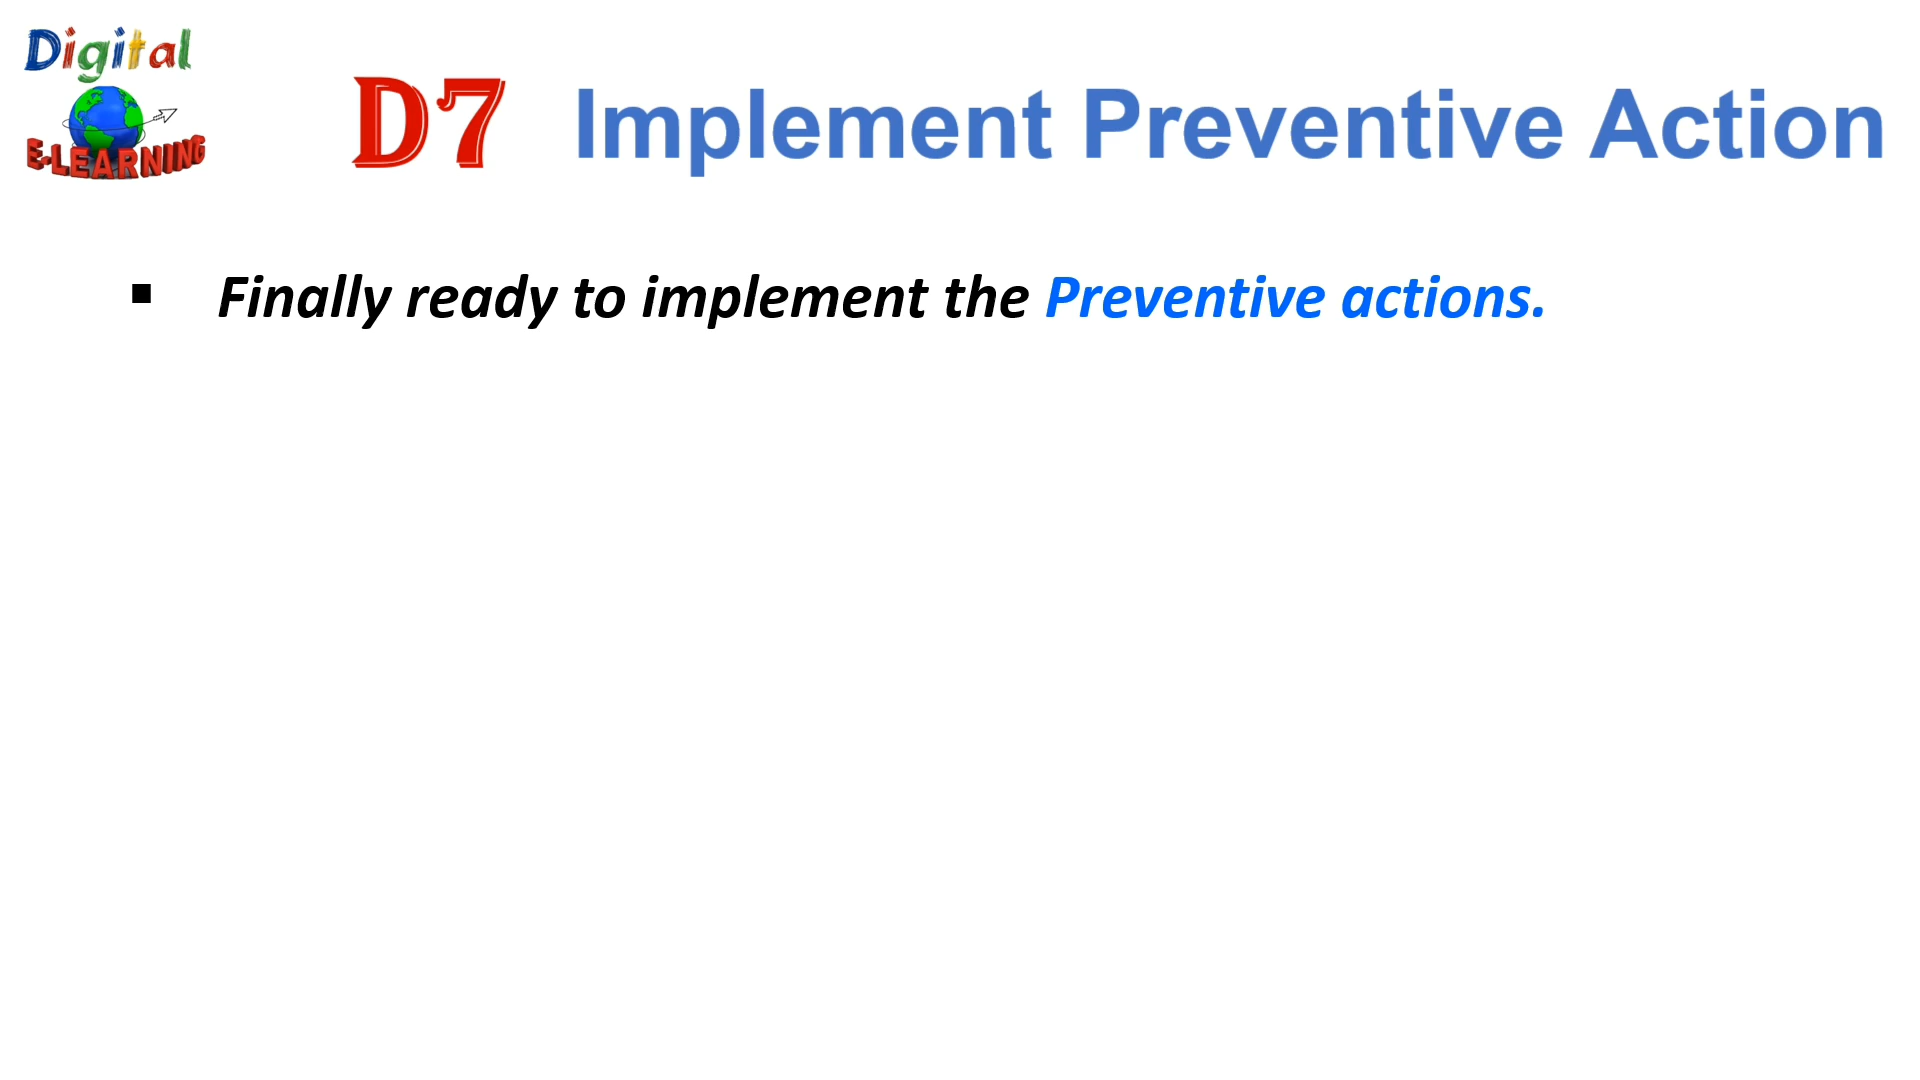 Digital
E-LEARNING
D7 Implement Preventive Action
▪ Finally ready to implement the Preventive actions.